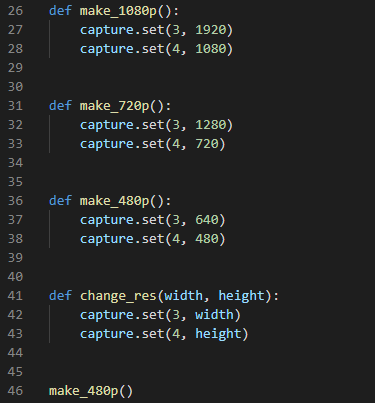 26 def make_1080p():
27     capture.set(3, 1920)
28     capture.set(4, 1080)
29
30
31 def make_720p():
32     capture.set(3, 1280)
33     capture.set(4, 720)
34
35
36 def make_480p():
37     capture.set(3, 640)
38     capture.set(4, 480)
39
40
41 def change_res(width, height):
42     capture.set(3, width)
43     capture.set(4, height)
44
45
46 make_480p()